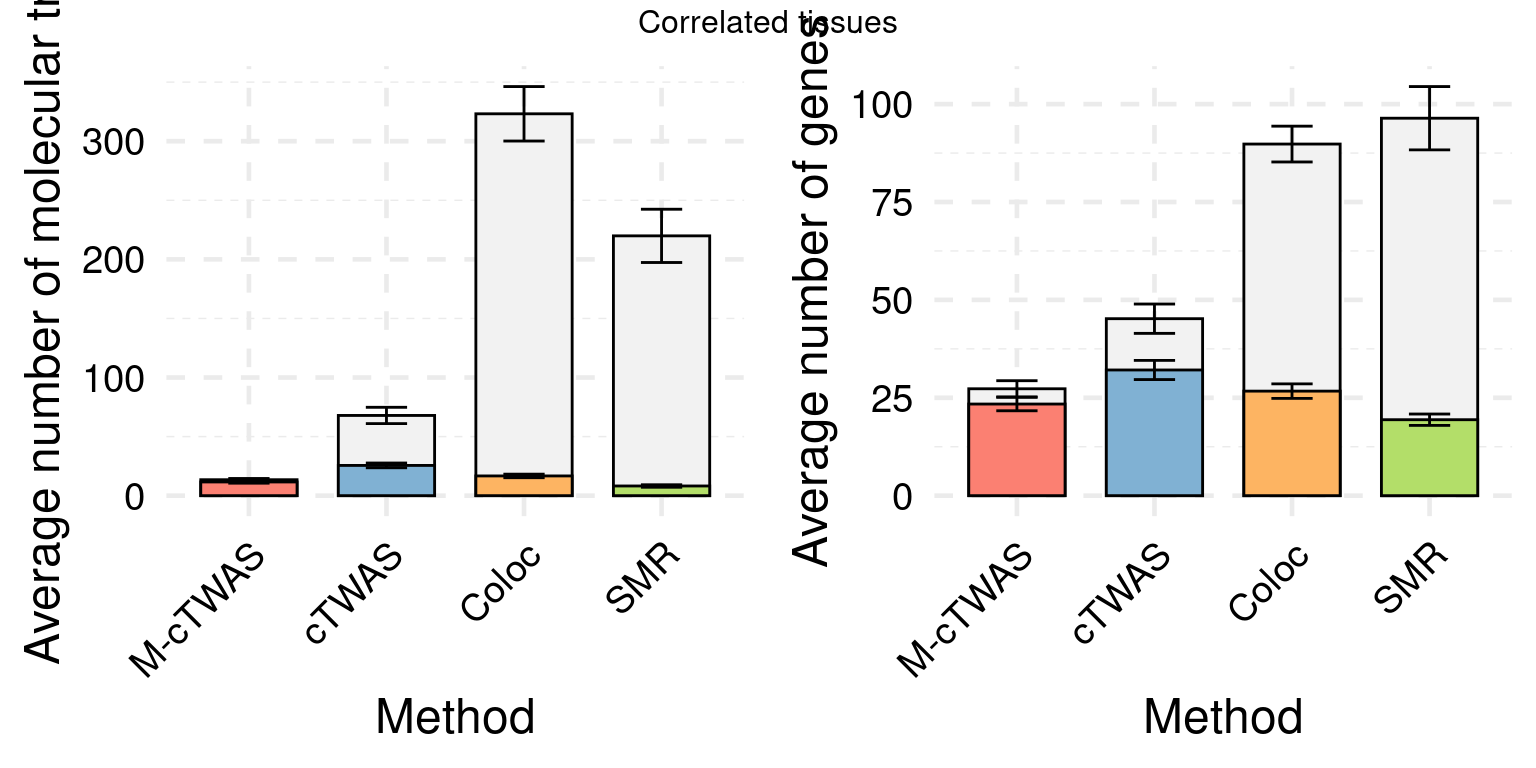 Correlated tissues
Average number of molecular
300
200
100
0
M-cTWAS
cTWAS
Coloc
SMR
Method
Average number of genes
100
75
50
25
0
M-cTWAS
cTWAS
Coloc
SMR
Method